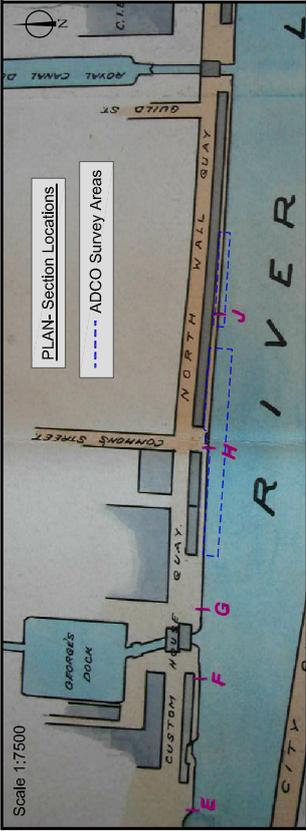 Scale 1:7500
PLAN- Section Locations
ADCO Survey Areas
N
C.I.E
ROYAL CANAL D
GUILD ST
NORTH WALL QUAY
COMMONS STREET
GEORGE'S
DOCK
CUSTOM HOUSE QUAY.
E
F
G
H
J
RIVER L
CITY